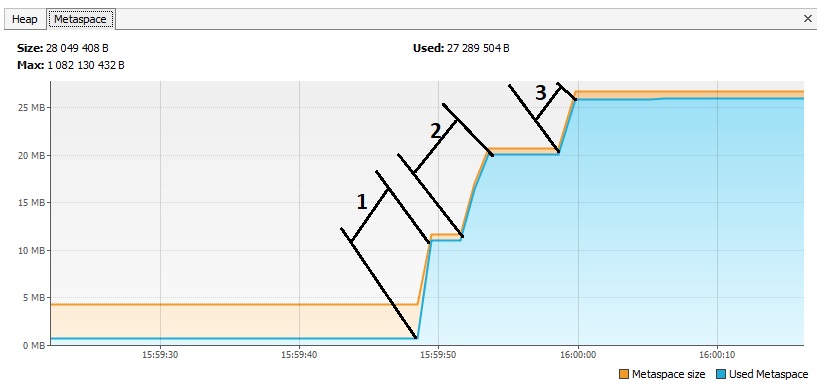 Heap Metaspace ×
Size: 28 049 408 B Used: 27 289 504 B
Max: 1 082 130 432 B
25 MB
20 MB
15 MB
10 MB
5 MB
0 MB
1
2
3
15:59:30 15:59:40 15:59:50 16:00:00 16:00:10
Metaspace size Used Metaspace